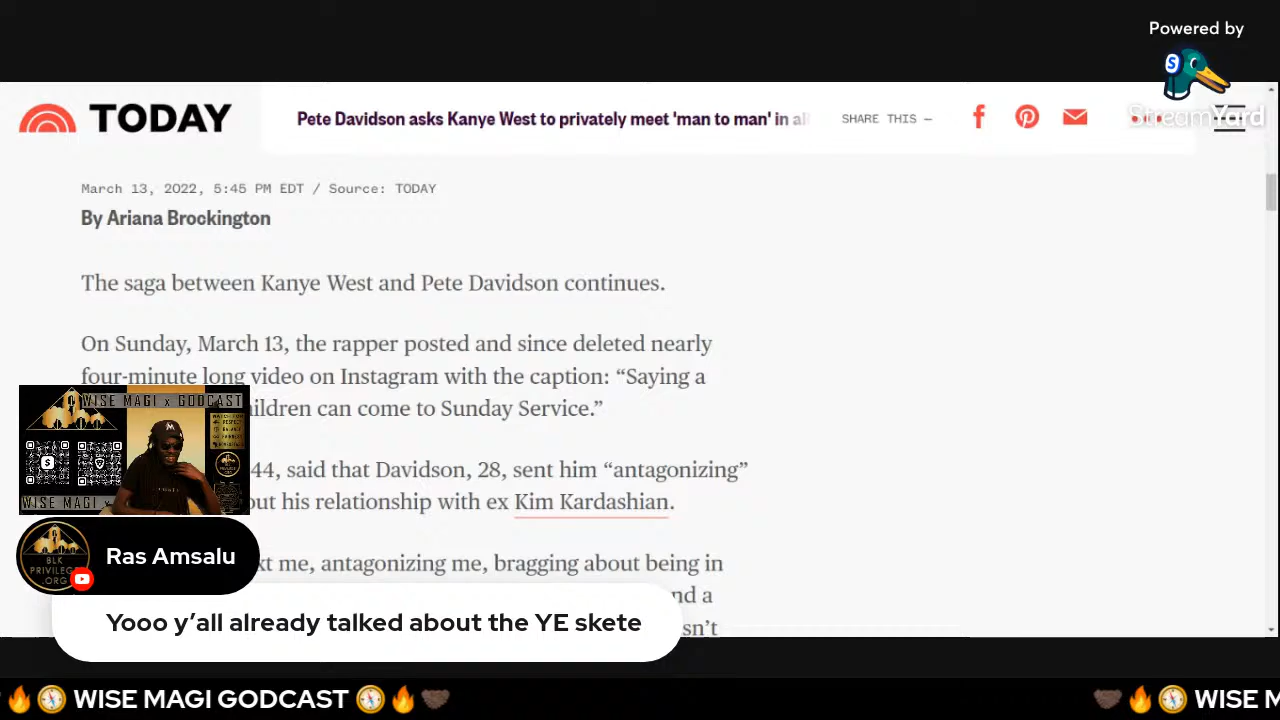 Powered by
StreamYard
TODAY
Pete Davidson asks Kanye West to privately meet 'man to man' in
SHARE THIS —
March 13, 2022, 5:45 PM EDT / Source: TODAY
By Ariana Brockington
The saga between Kanye West and Pete Davidson continues.
On Sunday, March 13, the rapper posted and since deleted nearly
four-minute long video on Instagram with the caption: “Saying a
can come to Sunday Service.”
44, said that Davidson, 28, sent him “antagonizing”
his relationship with ex Kim Kardashian.
me, antagonizing me, bragging about being in
a
WISE MAGI x GODCAST
WISE MAGI
BLK
PRIVILEGE
.ORG
Ras Amsalu
Yooo y’all already talked about the YE skete
WISE MAGI GODCAST
WISE